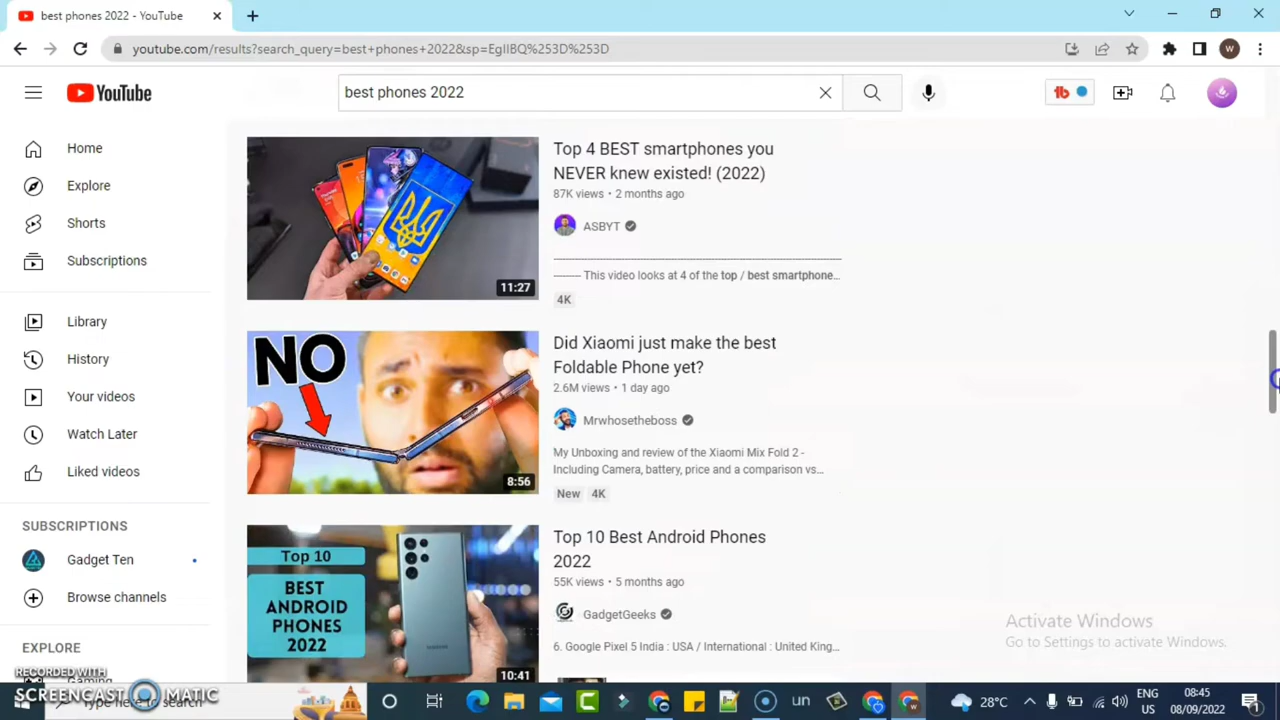 best phones 2022 - YouTube
youtube.com/results?search_query=best+phones+2022&sp=EgIIBQ%253D%253D
W
YouTube
best phones 2022
tb
Home
Explore
Shorts
Subscriptions
Library
History
Your videos
Watch Later
Liked videos
SUBSCRIPTIONS
Gadget Ten
Browse channels
EXPLORE
11:27
Top 4 BEST smartphones you
NEVER knew existed! (2022)
87K views • 2 months ago
ASBYT
-------- This video looks at 4 of the top / best smartphone...
4K
NO
8:56
Did Xiaomi just make the best
Foldable Phone yet?
2.6M views • 1 day ago
Mrwhosetheboss
My Unboxing and review of the Xiaomi Mix Fold 2 -
Including Camera, battery, price and a comparison vs...
New 4K
Top 10
BEST
ANDROID
PHONES
2022
10:41
Top 10 Best Android Phones
2022
55K views • 5 months ago
GadgetGeeks
6. Google Pixel 5 India : USA / International : United King...
Activate Windows
Go to Settings to activate Windows.
RECORDED WITH
SCREENCAST MATIC
Type here to search
un
28°C
ENG
US
08:45
08/09/2022
1